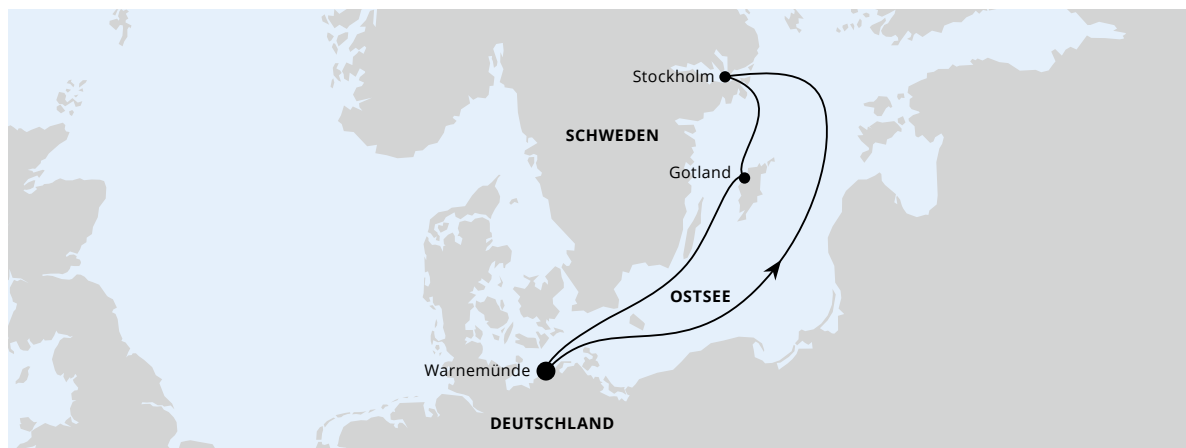 Stockholm
SCHWEDEN
Gotland
OSTSEE
Warnemünde
DEUTSCHLAND